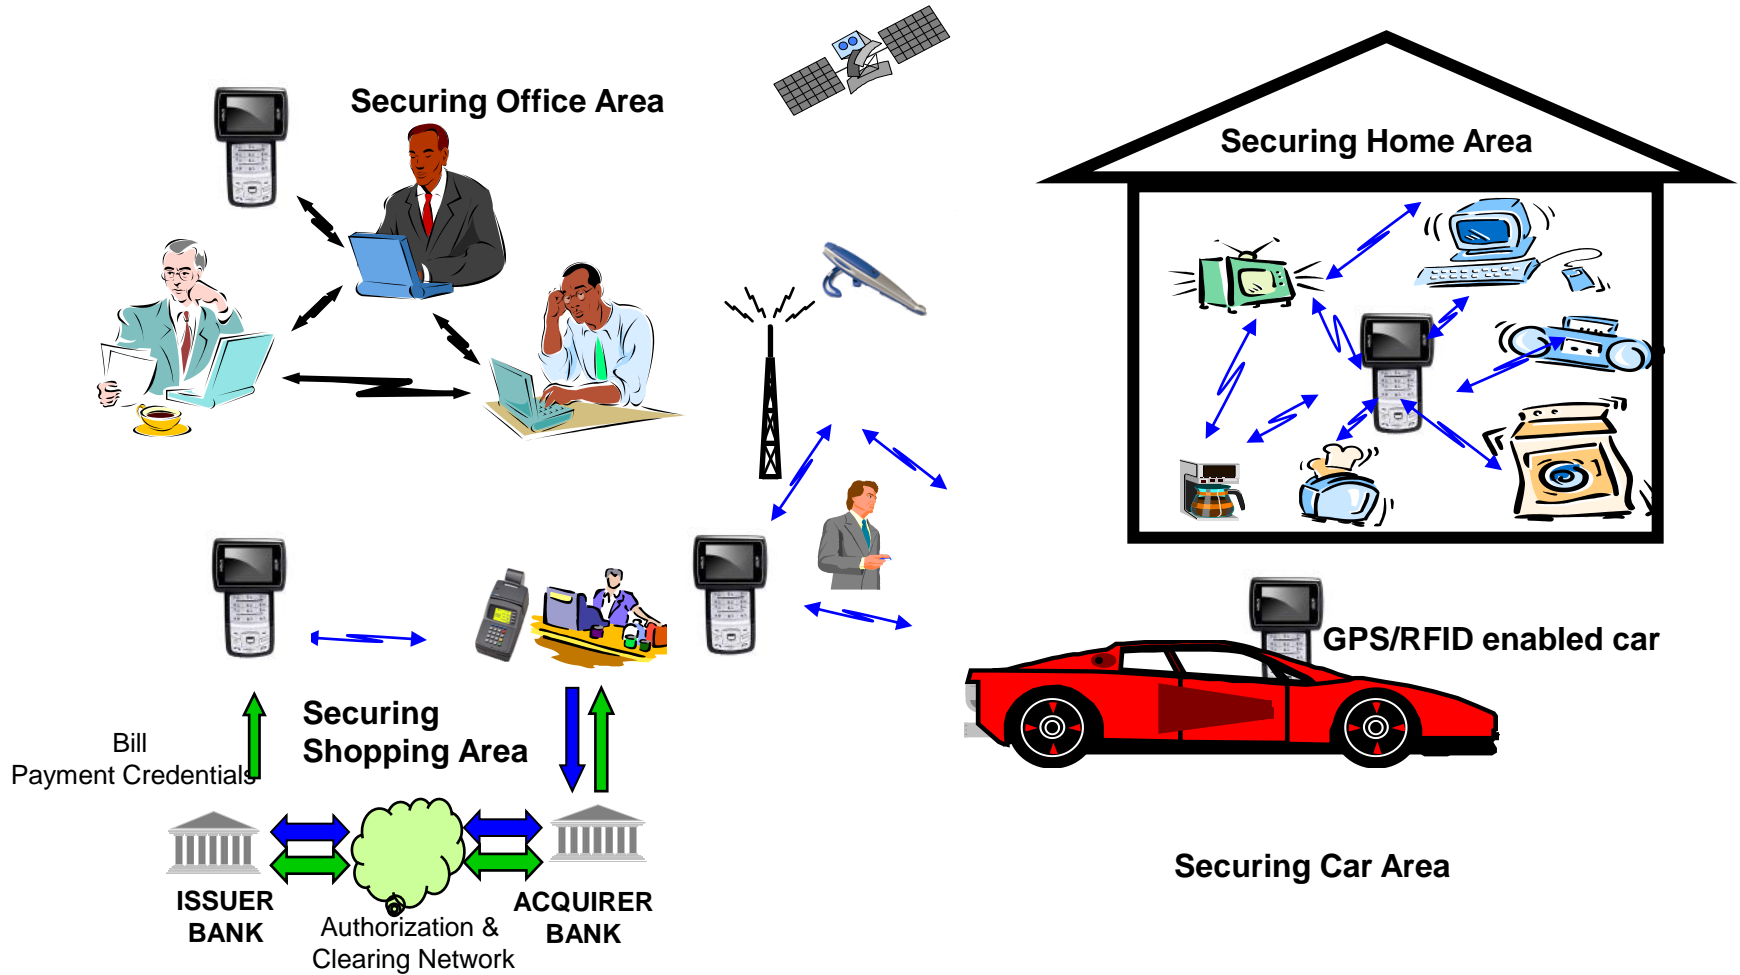 Securing Office Area
Securing Home Area
GPS/RFID enabled car
Securing
Shopping Area
Bill
Payment Credentials
Securing Car Area
ISSUER
BANK
Authorization &
Clearing Network
ACQUIRER
BANK